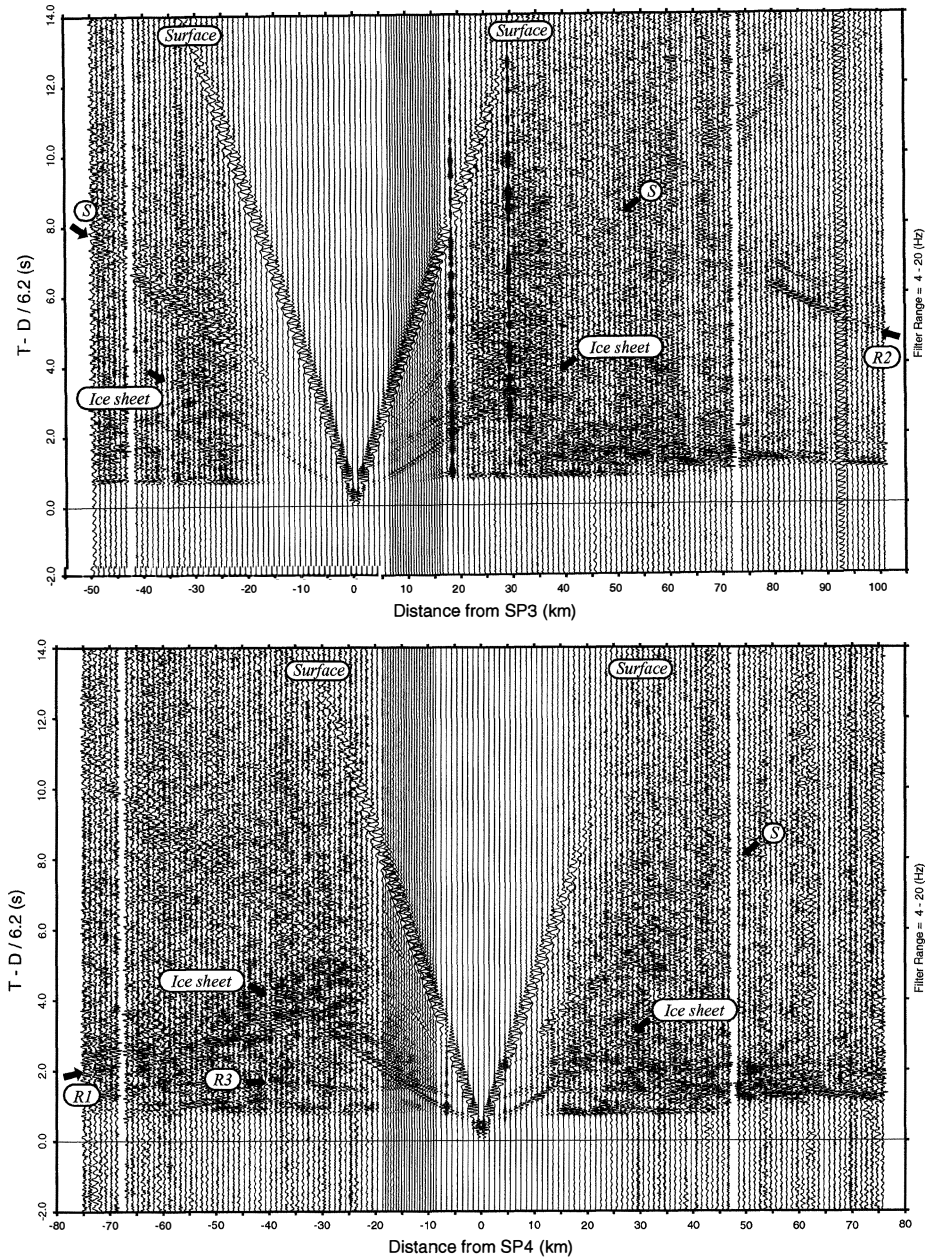 14.0
12.0
10.0
8.0
6.0
4.0
2.0
0.0
-2.0
T- D / 6.2 (s)
Surface
Surface
S
S
Ice sheet
Ice sheet
R2
Filter Range = 4 - 20 (Hz)
-50 -40 -30 -20 -10 0 10 20 30 40 50 60 70 80 90 100
Distance from SP3 (km)
14.0
12.0
10.0
8.0
6.0
4.0
2.0
0.0
-2.0
T - D / 6.2 (s)
Surface
Surface
S
Ice sheet
Ice sheet
R3
R1
Filter Range = 4 - 20 (Hz)
-80 -70 -60 -50 -40 -30 -20 -10 0 10 20 30 40 50 60 70 80
Distance from SP4 (km)